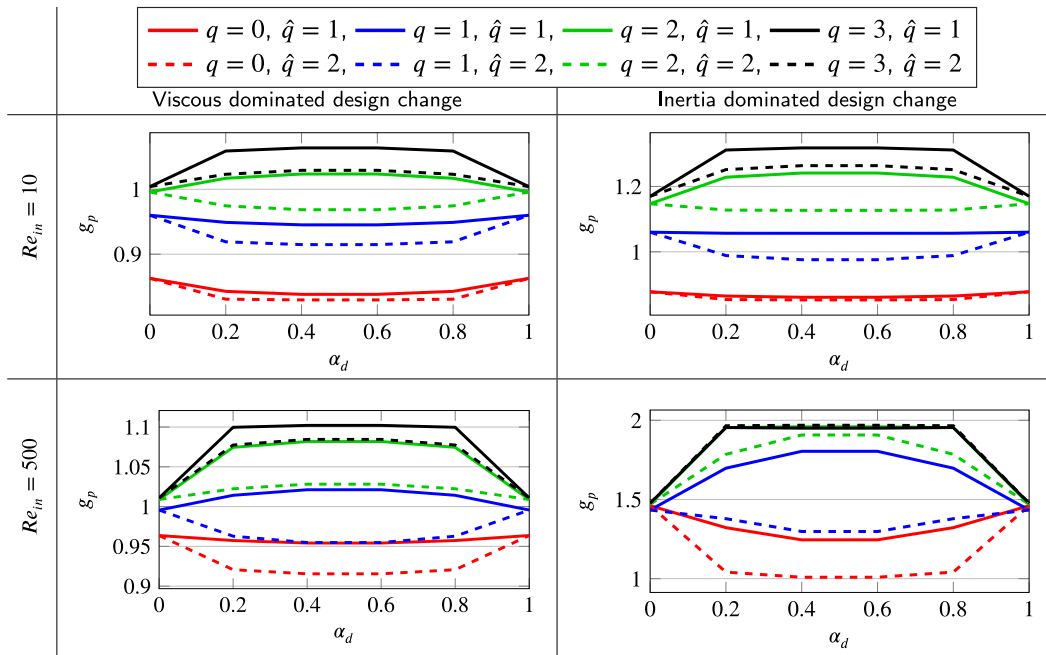 q = 0, q̂ = 1, q = 1, q̂ = 1, q = 2, q̂ = 1, q = 3, q̂ = 1
q = 0, q̂ = 2, q = 1, q̂ = 2, q = 2, q̂ = 2, q = 3, q̂ = 2
Viscous dominated design change
Inertia dominated design change
Re_in = 10
g_p
1
0.9
0 0.2 0.4 0.6 0.8 1
α_d
g_p
1.2
1
0 0.2 0.4 0.6 0.8 1
α_d
Re_in = 500
g_p
1.1
1.05
1
0.95
0.9
0 0.2 0.4 0.6 0.8 1
α_d
g_p
2
1.5
1
0 0.2 0.4 0.6 0.8 1
α_d